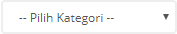 -- Pilih Kategori --